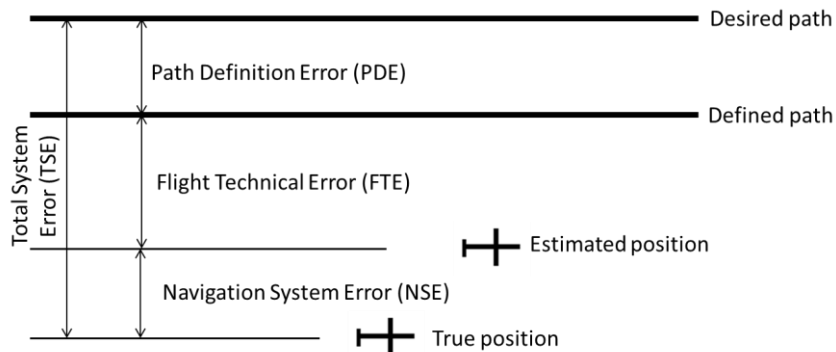 Desired path
Path Definition Error (PDE)
Defined path
Total System
Error (TSE)
Flight Technical Error (FTE)
Estimated position
Navigation System Error (NSE)
True position